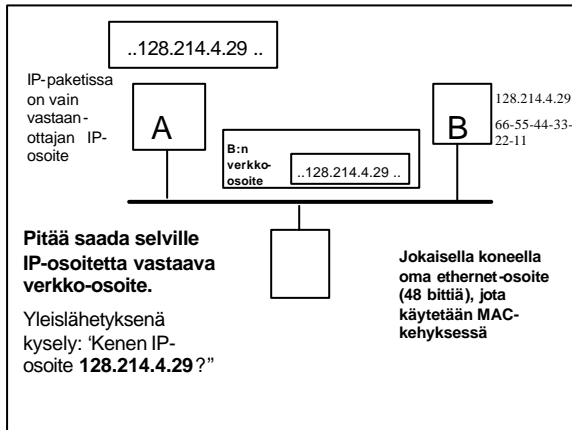 ..128.214.4.29 ..
IP-paketissa
on vain
vastaan-
ottajan IP-
osoite
A
B
128.214.4.29
66-55-44-33-
22-11
B:n
verkko-
osoite
..128.214.4.29 ..
Pitää saada selville
IP-osoitetta vastaava
verkko-osoite.
Yleislähetyksenä
kysely: ‘Kenen IP-
osoite 128.214.4.29?”
Jokaisella koneella
oma ethernet-osoite
(48 bittiä), jota
käytetään MAC-
kehyksessä